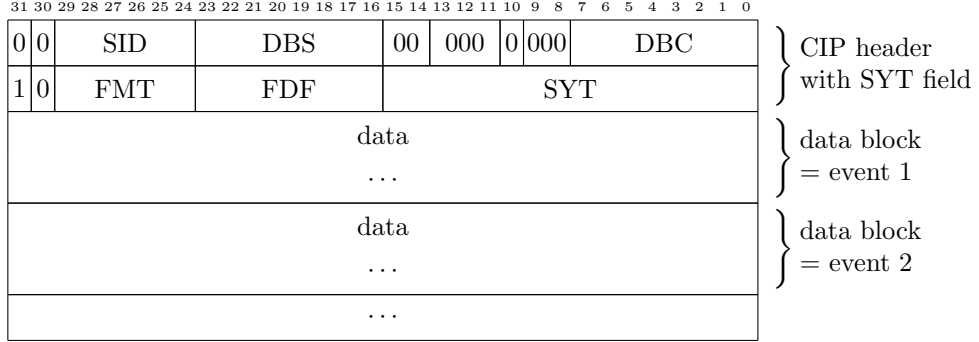 31 30 29 28 27 26 25 24 23 22 21 20 19 18 17 16 15 14 13 12 11 10 9 8 7 6 5 4 3 2 1 0
0 0 SID DBS 00 000 0 000 DBC
CIP header
with SYT field
1 0 FMT FDF SYT
data
...
data block
= event 1
data
...
data block
= event 2
...